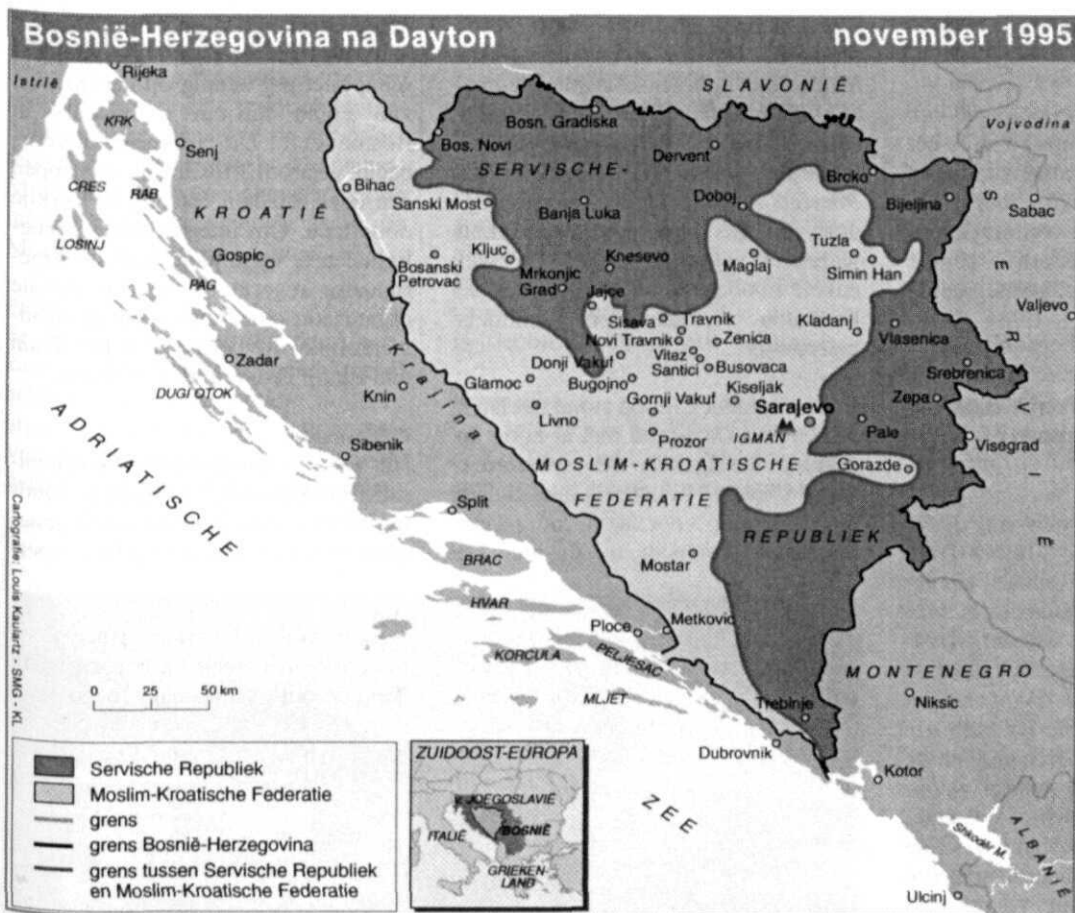 Bosnië-Herzegovina na Dayton
november 1995
Istrië
Rijeka
KRK
Senj
CRES
RAB
LOSINJ
KROATIË
Gospic
PAG
Zadar
DUGI OTOK
Knin
Krajina
Sibenik
Split
ADRIATISCHE
ZEE
BRAC
HVAR
KORCULA
PELJESAC
MLJET
Ploce
Metkovic
Dubrovnik
SLAVONIË
Vojvodina
Bosn. Gradiska
Bos. Novi
Dervent
SERVISCHE-
Brcko
Bihac
Sanski Most
Banja Luka
Doboj
Bijeljina
Sabac
SERVIË
Tuzla
Kljuc
Knesevo
Maglaj
Simin Han
Bosanski
Petrovac
Mrkonjic
Grad
Jajce
Valjevo
Sisava
Travnik
Kladanj
Vlasenica
Novi Travnik
Zenica
Donji Vakuf
Vitez
Santici
Busovaca
Srebrenica
Glamoc
Bugojno
Kiseljak
Zepa
Livno
Gornji Vakuf
Sarajevo
Pale
Prozor
IGMAN
Visegrad
MOSLIM-KROATISCHE
Gorazde
FEDERATIE
REPUBLIEK
Mostar
MONTENEGRO
Niksic
Trebinje
Kotor
ALBANIË
Shkodër M.
Ulcinj
0 25 50 km
Cartografie: Louis Kaulartz - SMG - KL
Servische Republiek
Moslim-Kroatische Federatie
grens
grens Bosnië-Herzegovina
grens tussen Servische Republiek
en Moslim-Kroatische Federatie
ZUIDOOST-EUROPA
JOEGOSLAVIË
ITALIË
BOSNIË
GRIEKEN-
LAND